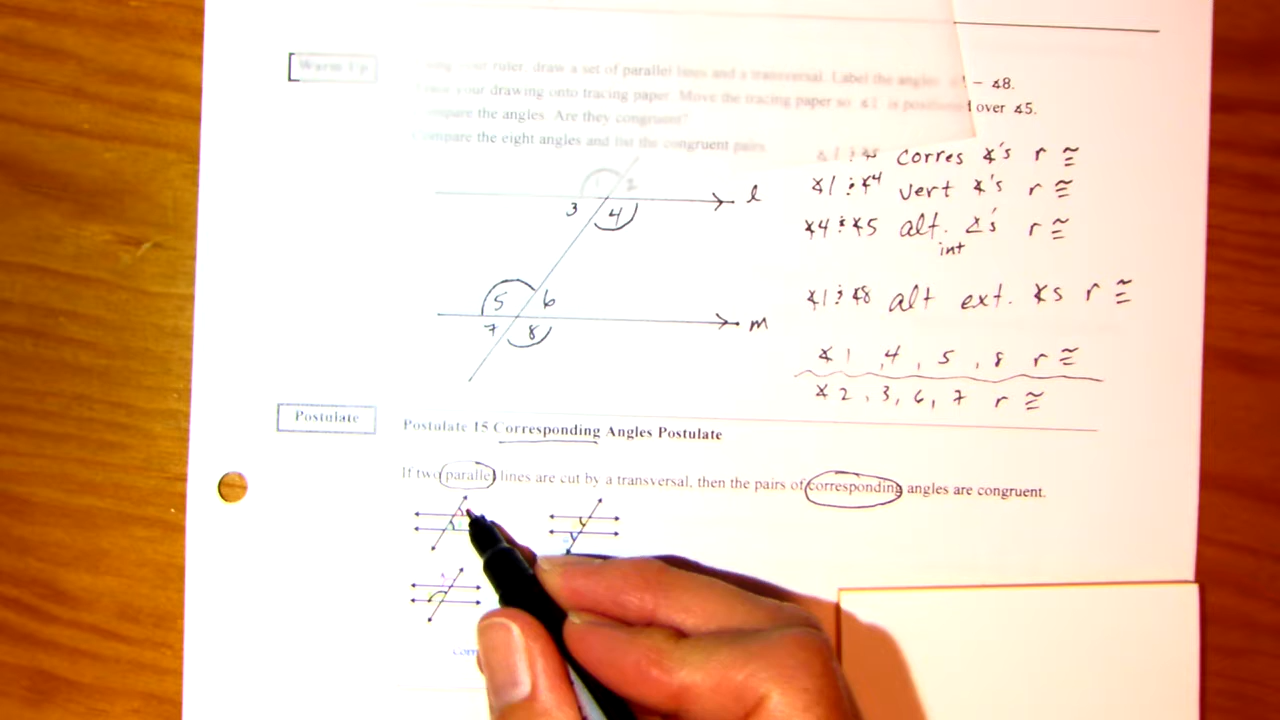 Warm Up
ruler, draw a set of parallel lines and a transversal. Label the angles ∡1 – ∡8.
your drawing onto tracing paper. Move the tracing paper so ∡1 is positioned over ∡5.
the angles. Are they congruent?
Compare the eight angles and list the congruent pairs
corres ∡'s r ≅
∡1 & ∡4 vert ∡'s r ≅
∡4 & ∡5 alt. ∡'s r ≅
int
∡1 & ∡8 alt ext. ∡s r ≅
∡ 1, 4, 5, 8 r ≅
∡ 2, 3, 6, 7 r ≅
1 2
3 4
l
5 6
7 8
m
Postulate
Postulate 15 Corresponding Angles Postulate
If two parallel lines are cut by a transversal, then the pairs of corresponding angles are congruent.